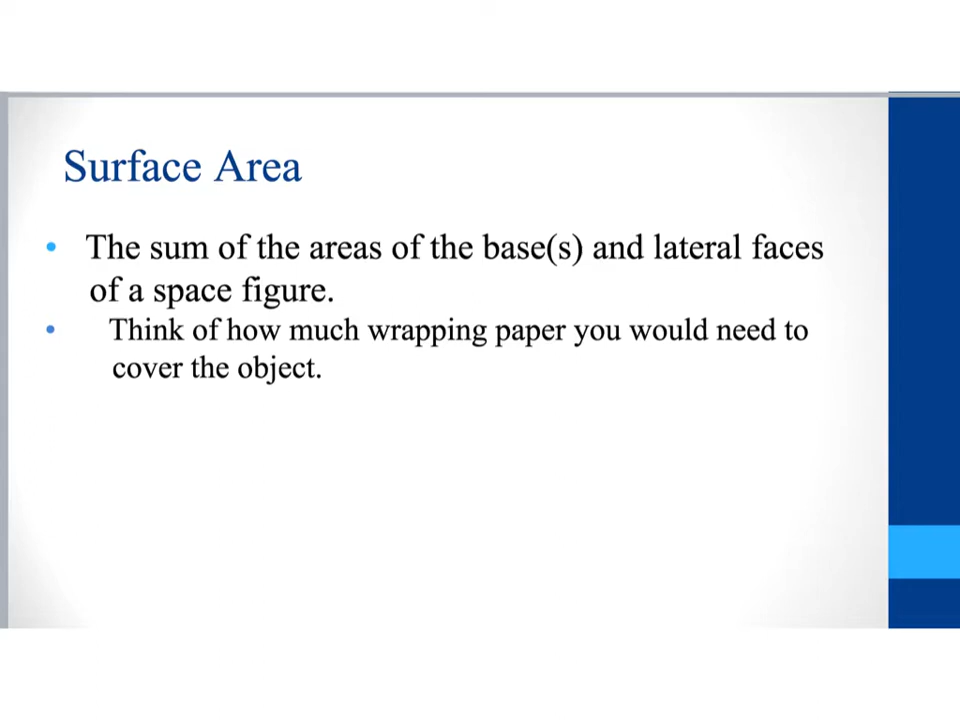 Surface Area
• The sum of the areas of the base(s) and lateral faces
of a space figure.
• Think of how much wrapping paper you would need to
cover the object.